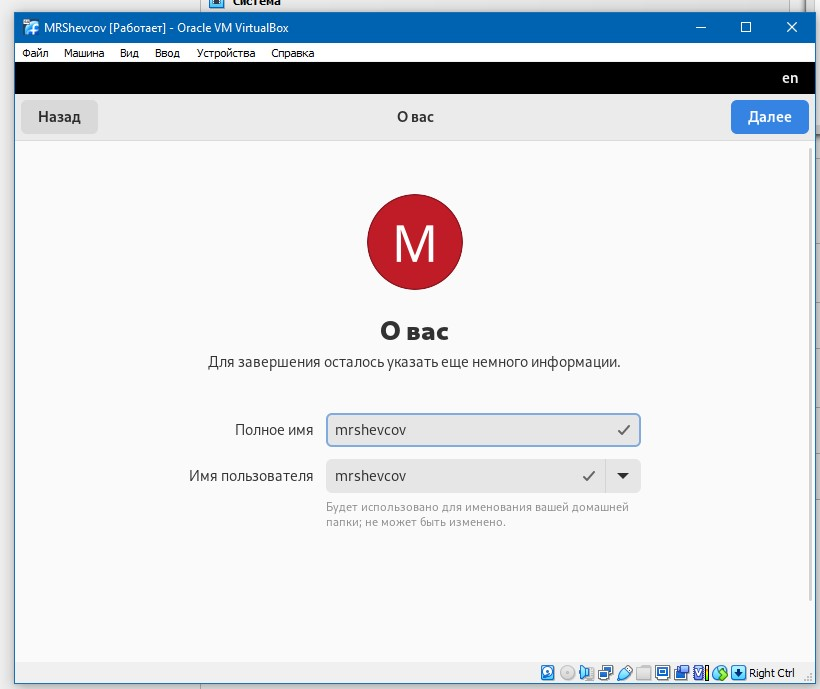 Система
MRShevcov [Работает] - Oracle VM VirtualBox
Файл Машина Вид Ввод Устройства Справка
en
Назад О вас Далее
M
О вас
Для завершения осталось указать еще немного информации.
Полное имя mrshevcov
Имя пользователя mrshevcov
Будет использовано для именования вашей домашней
папки; не может быть изменено.
Right Ctrl